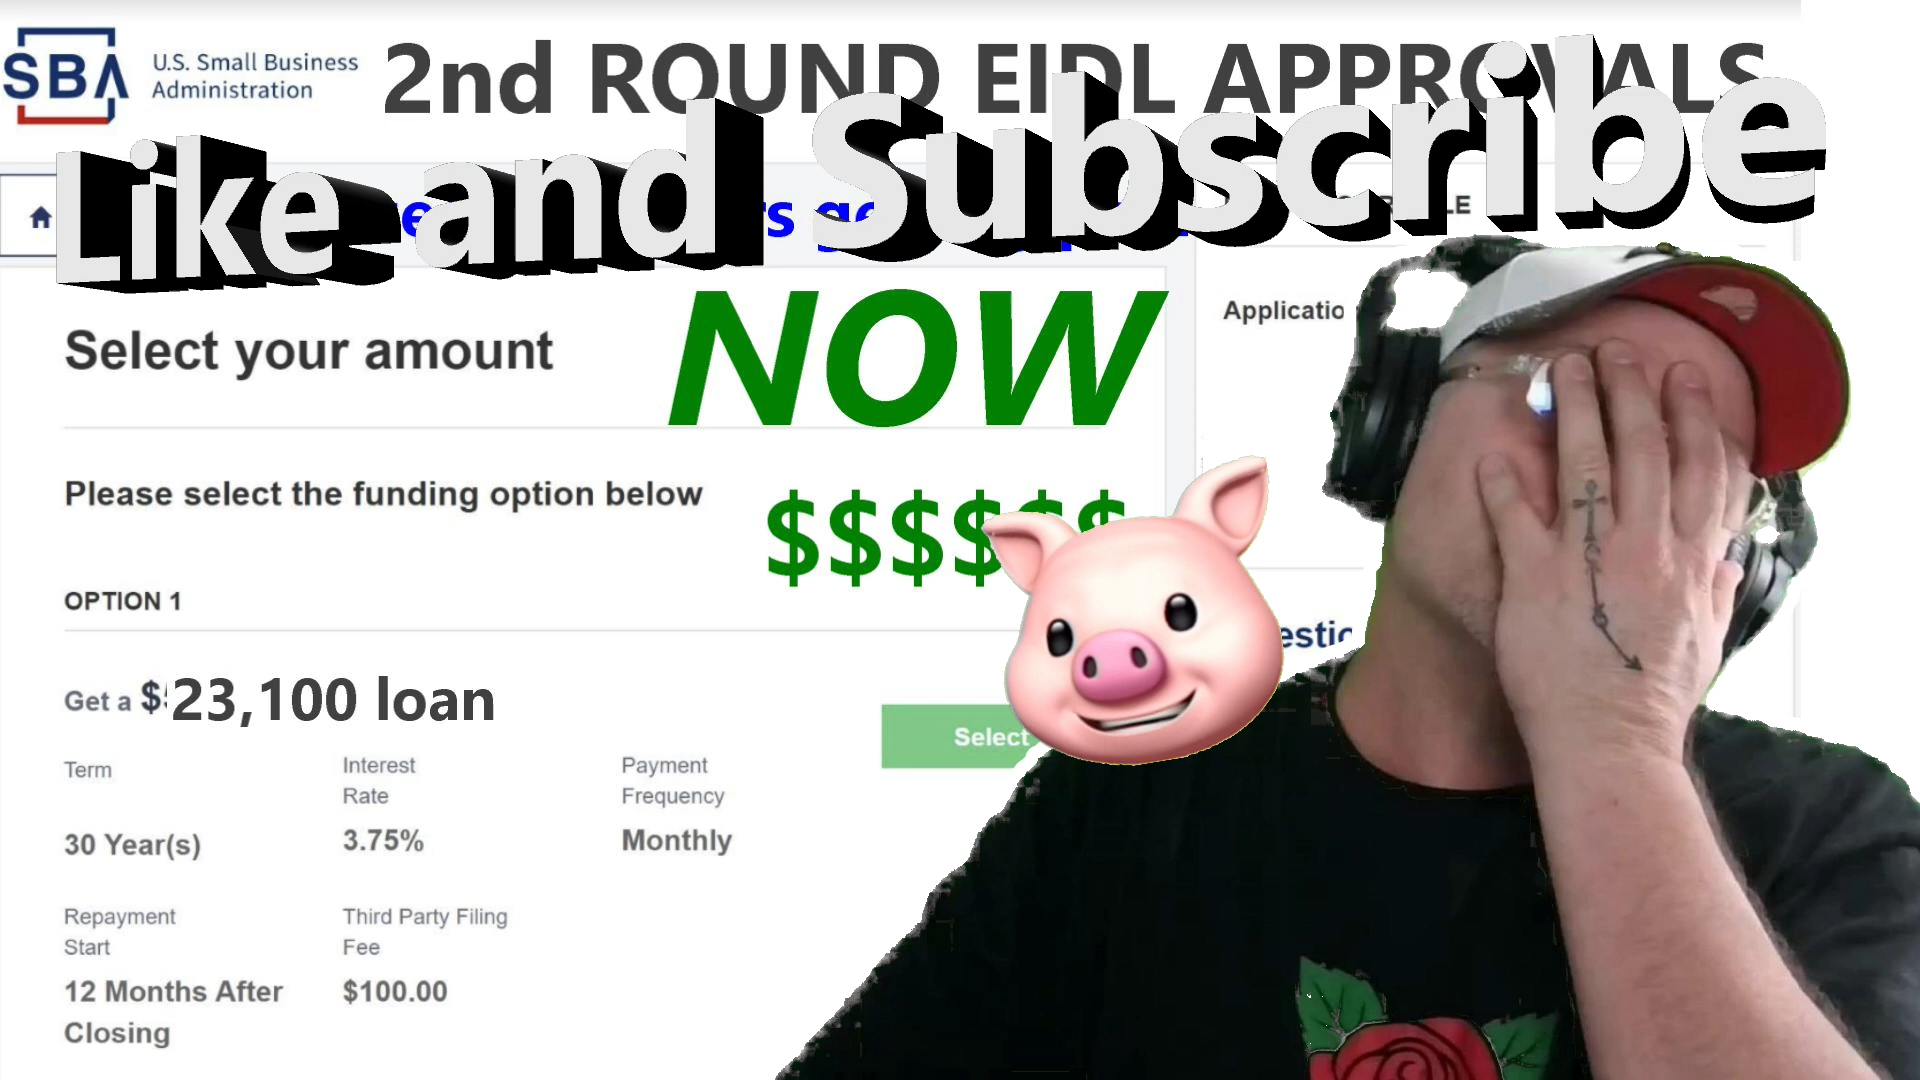 SBA
U.S. Small Business
Administration
2nd ROUND EIDL APPROVALS
Like and Subscribe
NOW
Select your amount
Please select the funding option below
$$$$$$
OPTION 1
Get a $23,100 loan
Select
Term
Interest
Rate
Payment
Frequency
30 Year(s)
3.75%
Monthly
Repayment
Start
Third Party Filing
Fee
12 Months After
Closing
$100.00